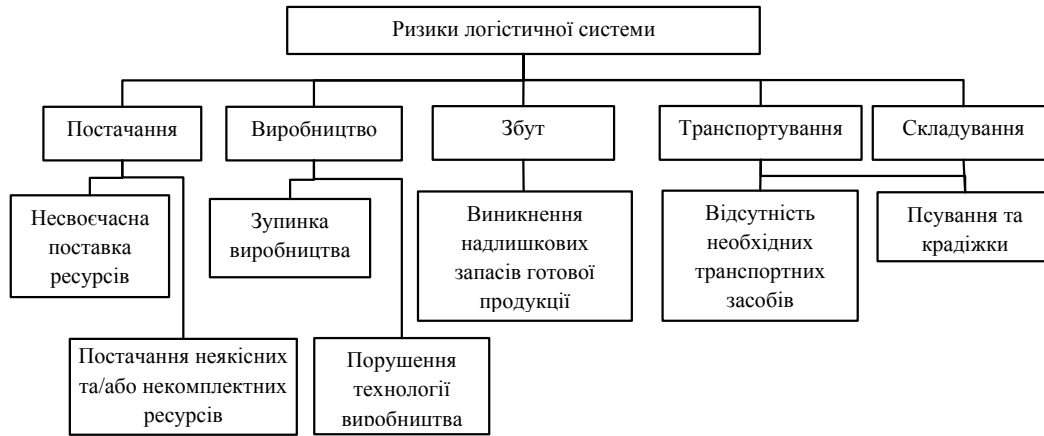 Ризики логістичної системи
Постачання
Виробництво
Збут
Транспортування
Складування
Несвоєчасна
поставка
ресурсів
Зупинка
виробництва
Виникнення
надлишкових
запасів готової
продукції
Відсутність
необхідних
транспортних
засобів
Псування та
крадіжки
Постачання неякісних
та/або некомплектних
ресурсів
Порушення
технології
виробництва